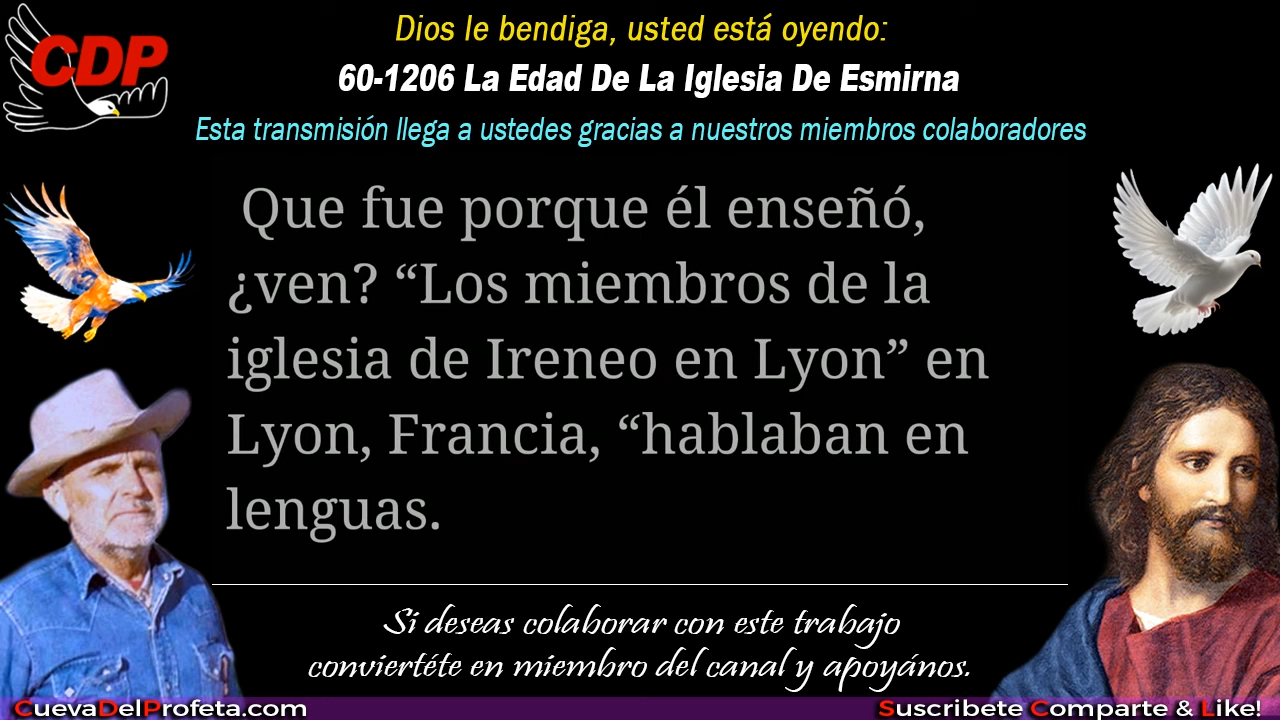 CDP
Dios le bendiga, usted está oyendo:
60-1206 La Edad De La Iglesia De Esmirna
Esta transmisión llega a ustedes gracias a nuestros miembros colaboradores
Que fue porque él enseñó,
¿ven? “Los miembros de la
iglesia de Ireneo en Lyon” en
Lyon, Francia, “hablaban en
lenguas.
Si deseas colaborar con este trabajo
conviertéte en miembro del canal y apoyános.
CuevaDelProfeta.com
Suscribete Comparte & Like!